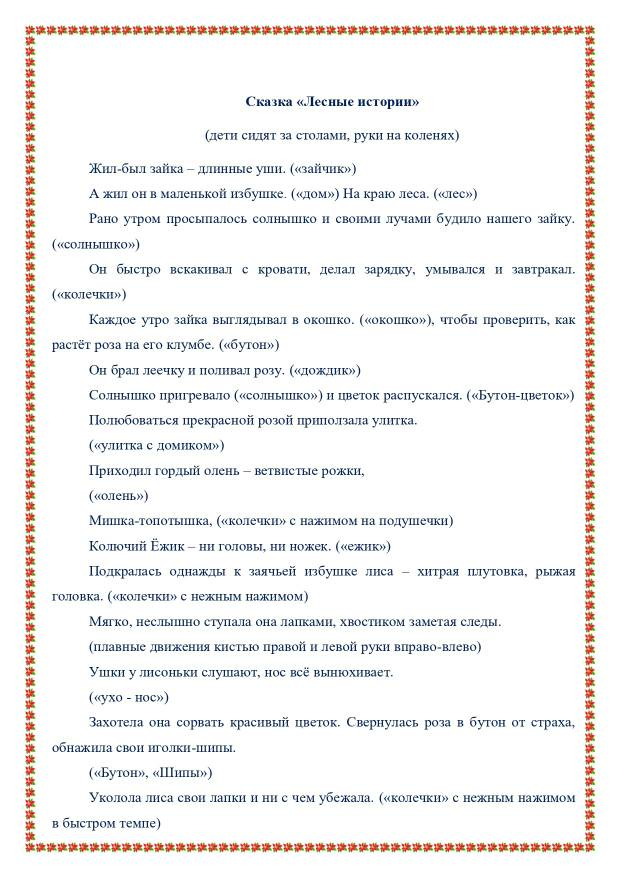 Сказка «Лесные истории»
(дети сидят за столами, руки на коленях)
Жил-был зайка – длинные уши. («зайчик»)
А жил он в маленькой избушке. («дом») На краю леса. («лес»)
Рано утром просыпалось солнышко и своими лучами будило нашего зайку.
(«солнышко»)
Он быстро вскакивал с кровати, делал зарядку, умывался и завтракал.
(«колечки»)
Каждое утро зайка выглядывал в окошко. («окошко»), чтобы проверить, как
растёт роза на его клумбе. («бутон»)
Он брал леечку и поливал розу. («дождик»)
Солнышко пригревало («солнышко») и цветок распускался. («Бутон-цветок»)
Полюбоваться прекрасной розой приползала улитка.
(«улитка с домиком»)
Приходил гордый олень – ветвистые рожки,
(«олень»)
Мишка-топотышка, («колечки» с нажимом на подушечки)
Колючий Ёжик – ни головы, ни ножек. («ежик»)
Подкралась однажды к заячьей избушке лиса – хитрая плутовка, рыжая
головка. («колечки» с нежным нажимом)
Мягко, неслышно ступала она лапками, хвостиком заметая следы.
(плавные движения кистью правой и левой руки вправо-влево)
Ушки у лисоньки слушают, нос всё вынюхивает.
(«ухо - нос»)
Захотела она сорвать красивый цветок. Свернулась роза в бутон от страха,
обнажила свои иголки-шипы.
(«Бутон», «Шипы»)
Уколола лиса свои лапки и ни с чем убежала. («колечки» с нежным нажимом
в быстром темпе)